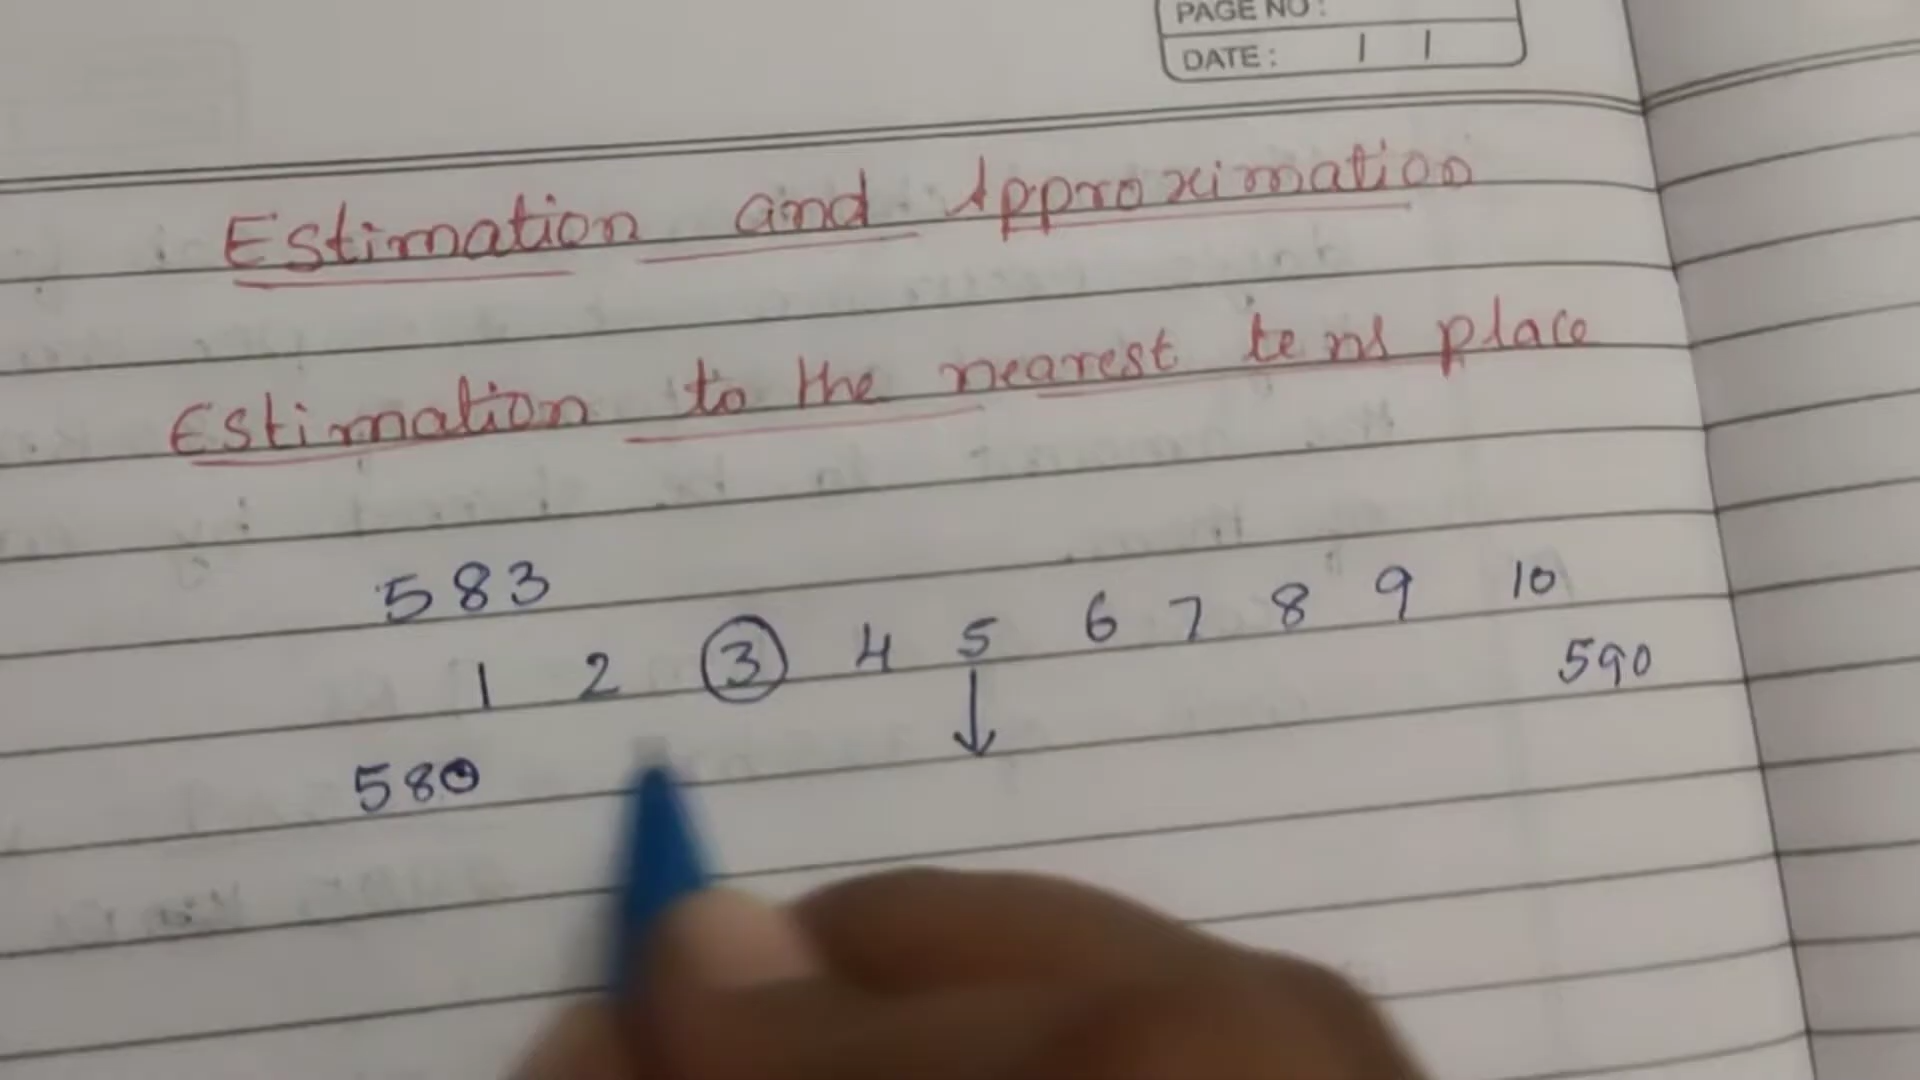 PAGE NO :
DATE : / /
Estimation and Approximation
Estimation to the nearest tens place
583
1 2 3 4 5 6 7 8 9 10
580 590